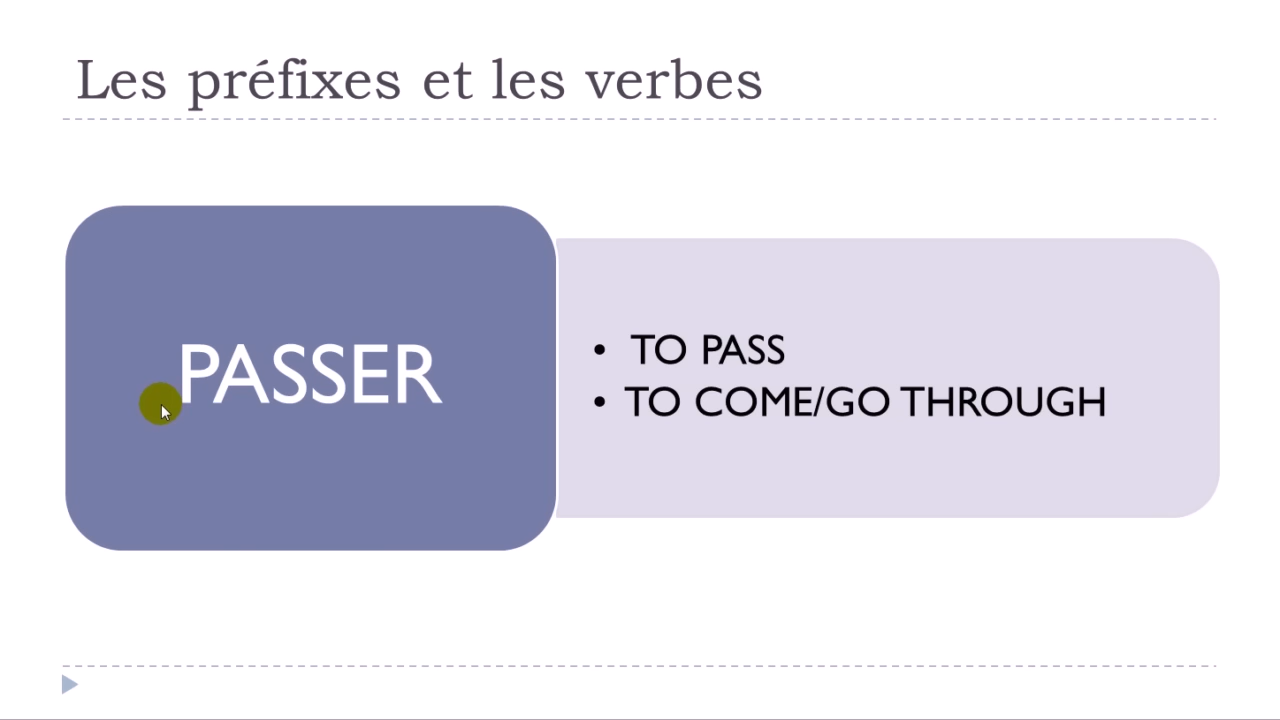 Les préfixes et les verbes
PASSER
• TO PASS
• TO COME/GO THROUGH